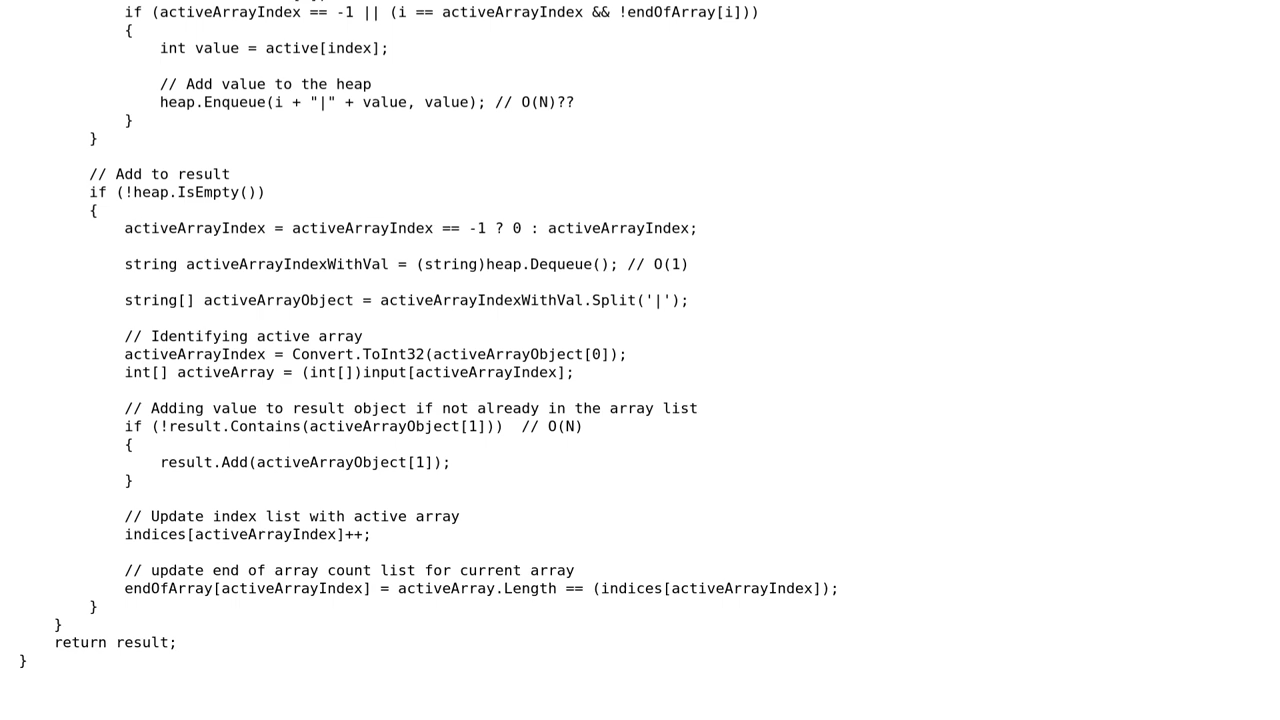 if (activeArrayIndex == -1 || (i == activeArrayIndex && !endOfArray[i]))
{
int value = active[index];
// Add value to the heap
heap.Enqueue(i + "|" + value, value); // O(N)??
}
}
// Add to result
if (!heap.IsEmpty())
{
activeArrayIndex = activeArrayIndex == -1 ? 0 : activeArrayIndex;
string activeArrayIndexWithVal = (string)heap.Dequeue(); // O(1)
string[] activeArrayObject = activeArrayIndexWithVal.Split('|');
// Identifying active array
activeArrayIndex = Convert.ToInt32(activeArrayObject[0]);
int[] activeArray = (int[])input[activeArrayIndex];
// Adding value to result object if not already in the array list
if (!result.Contains(activeArrayObject[1]))  // O(N)
{
result.Add(activeArrayObject[1]);
}
// Update index list with active array
indices[activeArrayIndex]++;
// update end of array count list for current array
endOfArray[activeArrayIndex] = activeArray.Length == (indices[activeArrayIndex]);
}
}
return result;
}